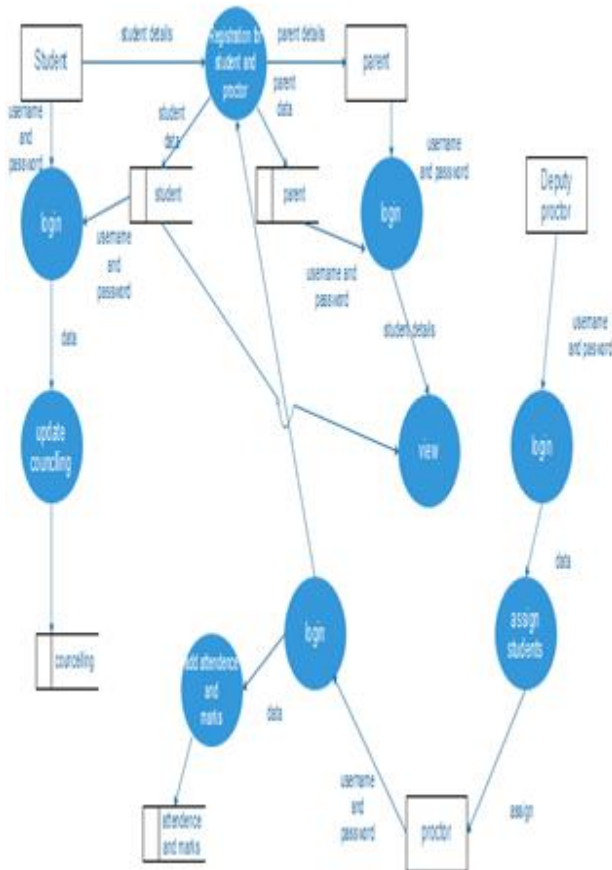 student details
Registration for
student and
proctor
parent details
Student
parent
username
and
password
student
data
parent
data
username
and password
Deputy
proctor
student
parent
login
login
username
and
password
username and
password
student details
username
and pasword
data
update
counclling
view
login
data
assign
students
login
add attendence
and
marks
councelling
data
username
and
password
assign
attendence
and marks
proctor